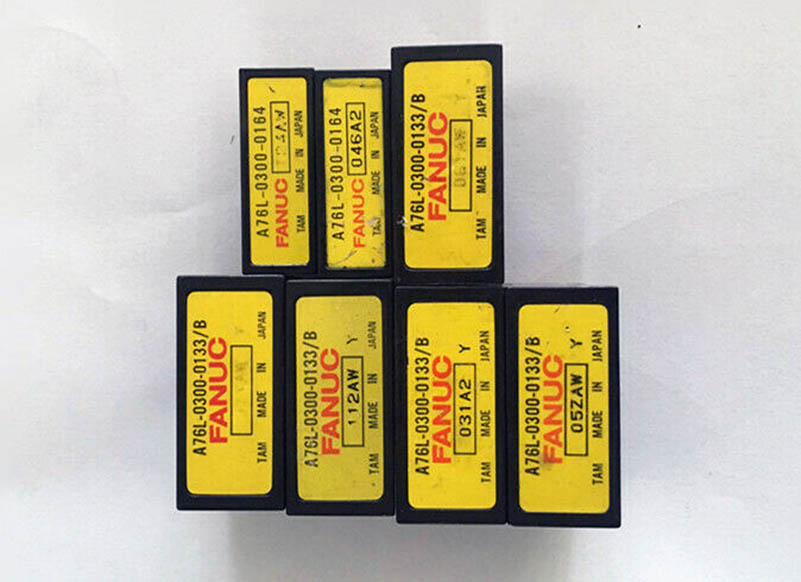 A76L-0300-0164
FANUC
TAM MADE IN JAPAN
A76L-0300-0164
FANUC 046A2
TAM MADE IN JAPAN
A76L-0300-0133/B
FANUC
TAM MADE IN JAPAN
A76L-0300-0133/B
FANUC
Y
TAM MADE IN JAPAN
A76L-0300-0133/B
FANUC
112AW Y
TAM MADE IN JAPAN
A76L-0300-0133/B
FANUC
031A2 Y
TAM MADE IN JAPAN
A76L-0300-0133/B
FANUC
05ZAW Y
TAM MADE IN JAPAN